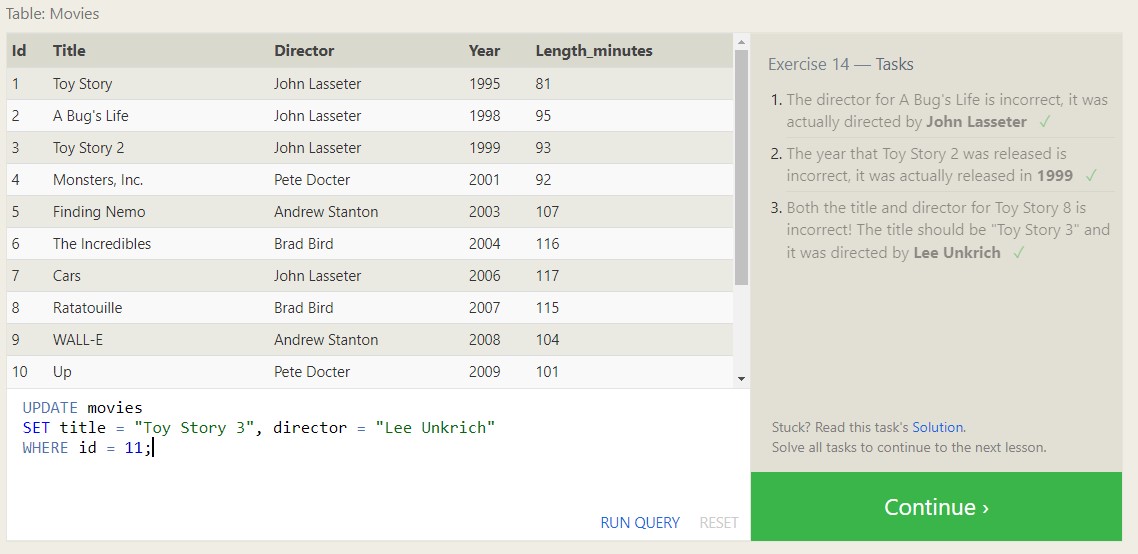 Table: Movies
Id Title Director Year Length_minutes
1 Toy Story John Lasseter 1995 81
2 A Bug's Life John Lasseter 1998 95
3 Toy Story 2 John Lasseter 1999 93
4 Monsters, Inc. Pete Docter 2001 92
5 Finding Nemo Andrew Stanton 2003 107
6 The Incredibles Brad Bird 2004 116
7 Cars John Lasseter 2006 117
8 Ratatouille Brad Bird 2007 115
9 WALL-E Andrew Stanton 2008 104
10 Up Pete Docter 2009 101
UPDATE movies
SET title = "Toy Story 3", director = "Lee Unkrich"
WHERE id = 11;
RUN QUERY RESET
Exercise 14 — Tasks
1. The director for A Bug's Life is incorrect, it was
actually directed by John Lasseter ✓
2. The year that Toy Story 2 was released is
incorrect, it was actually released in 1999 ✓
3. Both the title and director for Toy Story 8 is
incorrect! The title should be "Toy Story 3" and
it was directed by Lee Unkrich ✓
Stuck? Read this task's Solution.
Solve all tasks to continue to the next lesson.
Continue ›